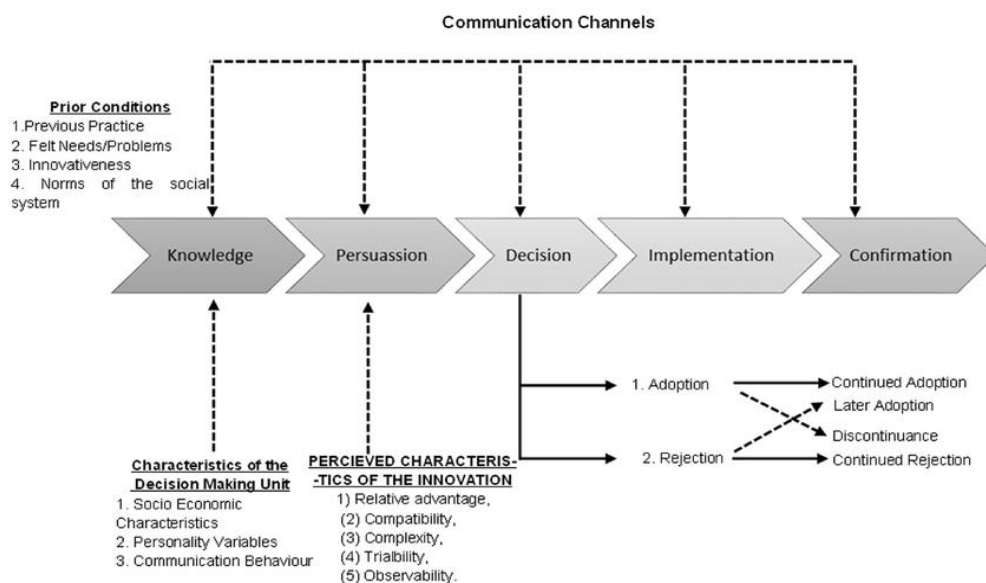 Communication Channels
Prior Conditions
1.Previous Practice
2. Felt Needs/Problems
3. Innovativeness
4. Norms of the social
system
Knowledge
Persuassion
Decision
Implementation
Confirmation
1. Adoption
Continued Adoption
Later Adoption
Discontinuance
2. Rejection
Continued Rejection
Characteristics of the
Decision Making Unit
1. Socio Economic
Characteristics
2. Personality Variables
3. Communication Behaviour
PERCIEVED CHARACTERIS-
-TICS OF THE INNOVATION
1) Relative advantage,
(2) Compatibility,
(3) Complexity,
(4) Trialbility,
(5) Observability.